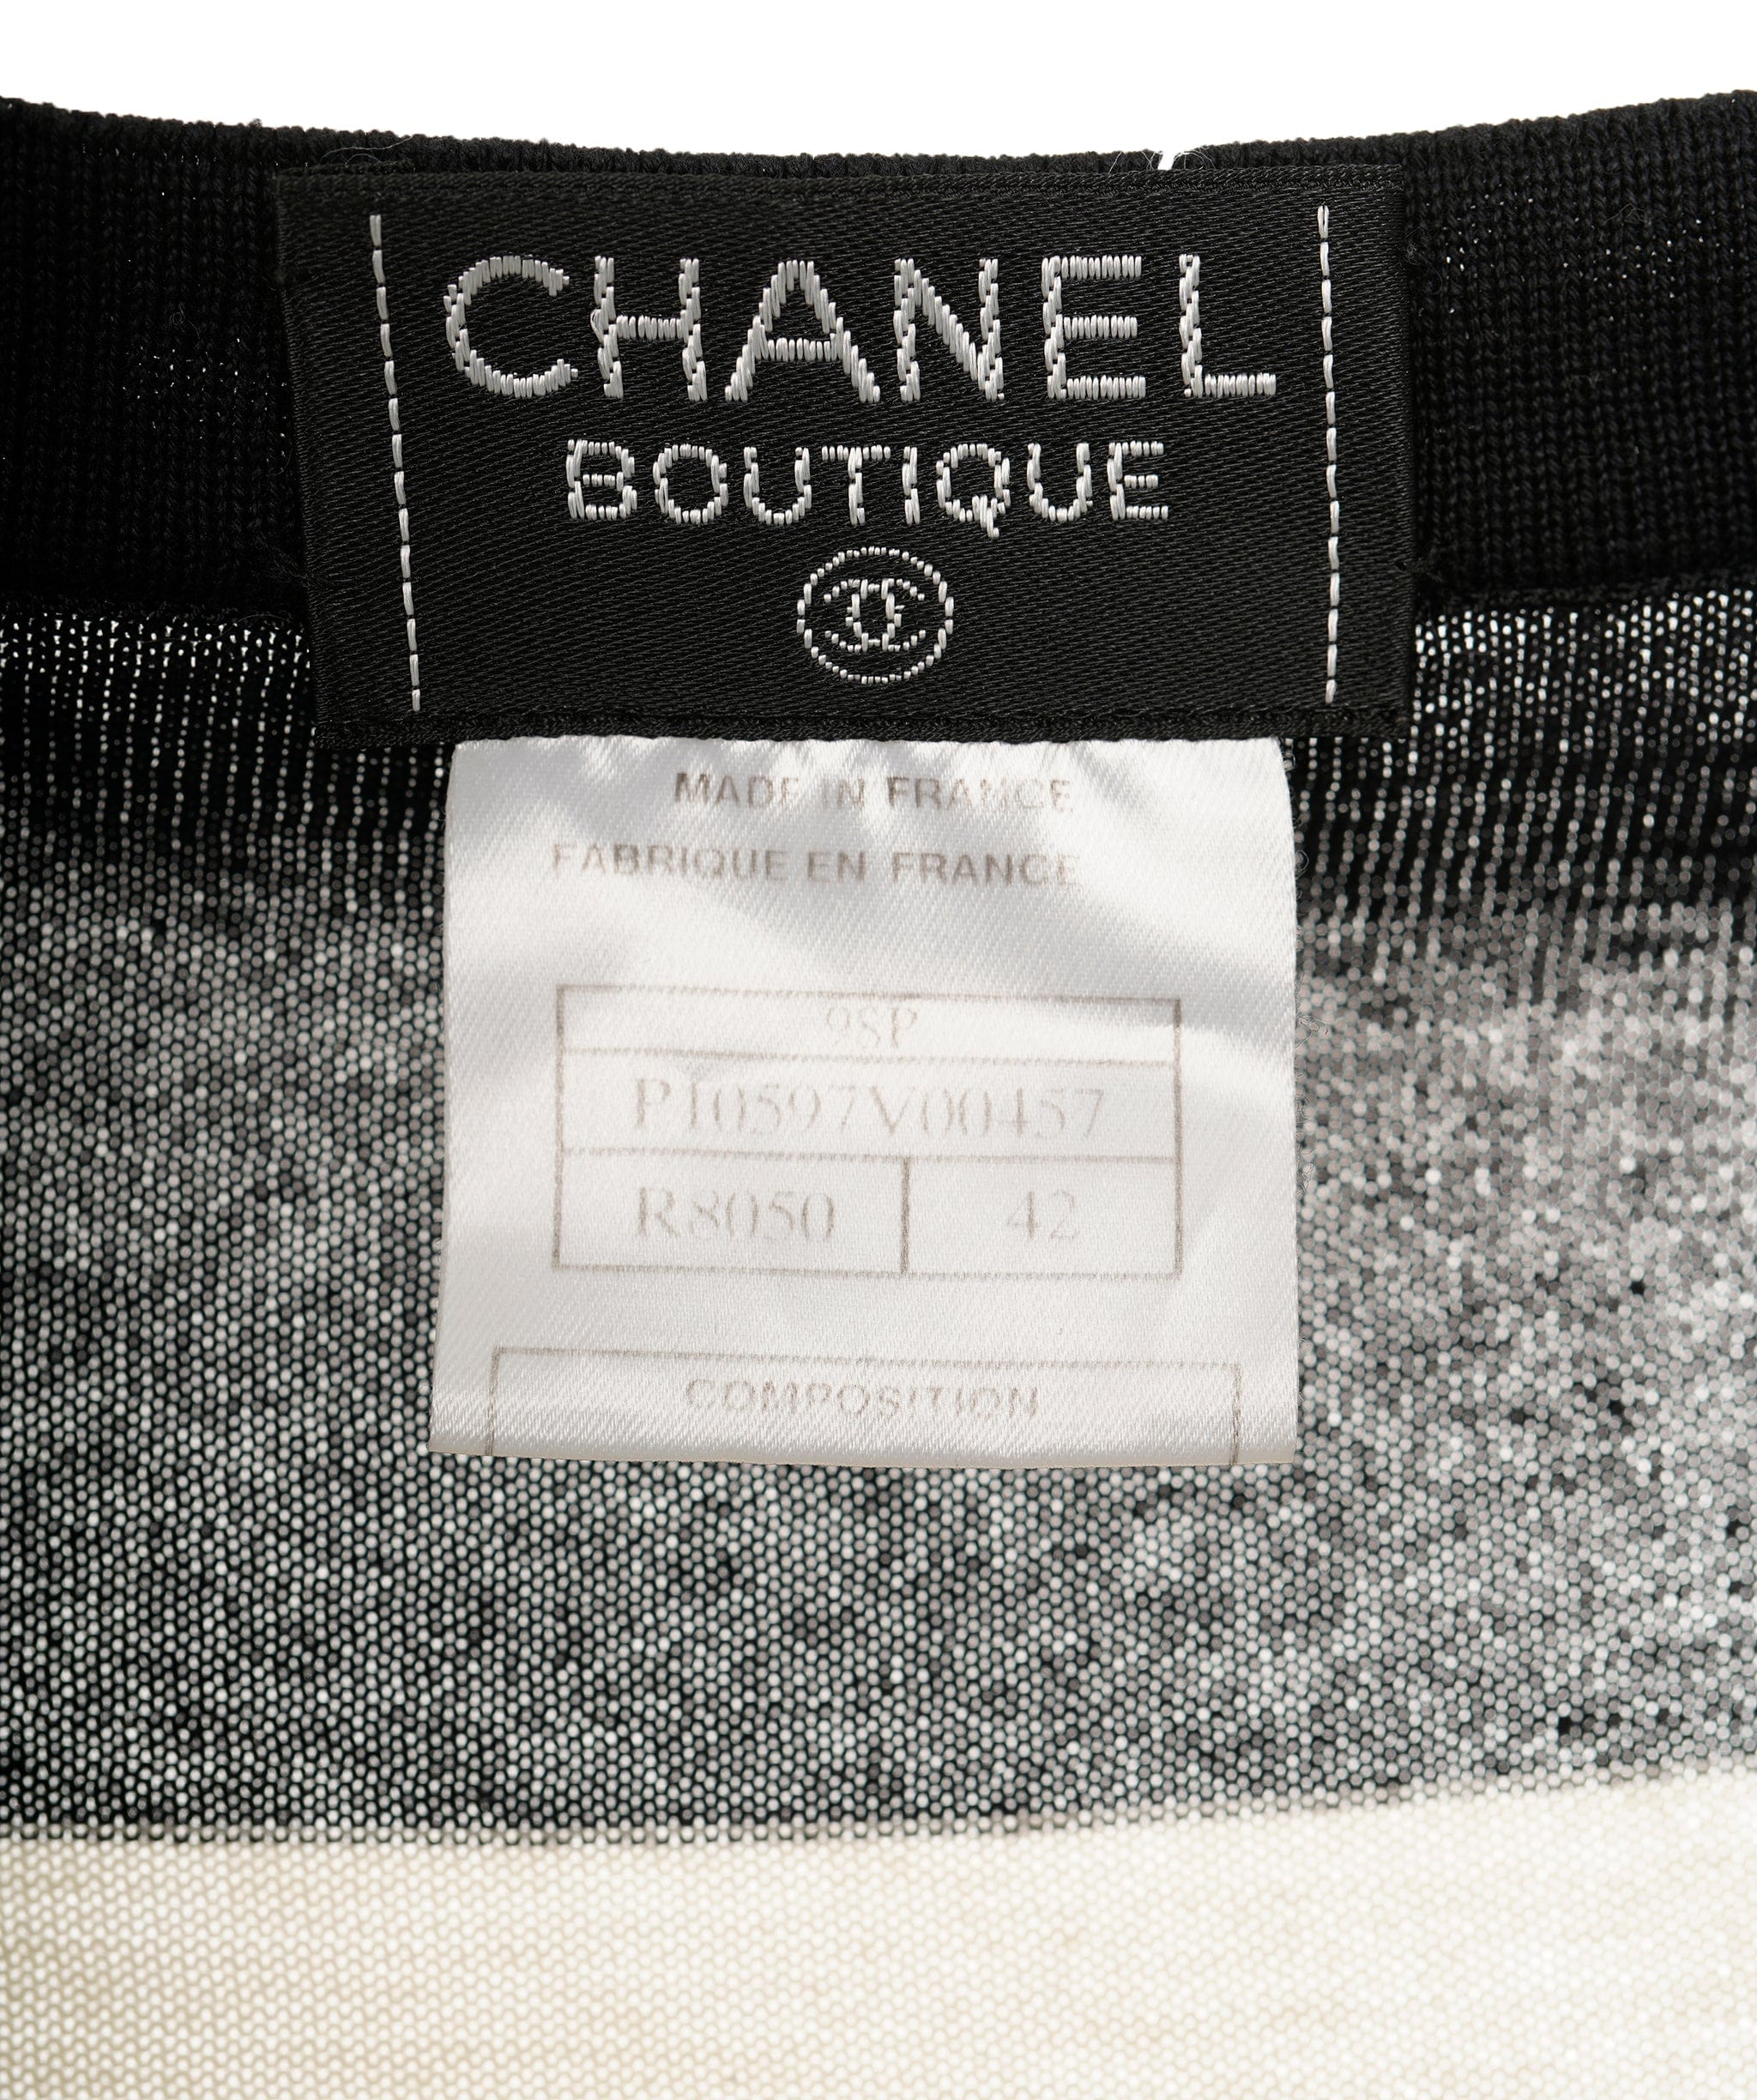 CHANEL
BOUTIQUE
MADE IN FRANCE
FABRIQUE EN FRANCE
98P
P10597V00457
R8050 42
COMPOSITION